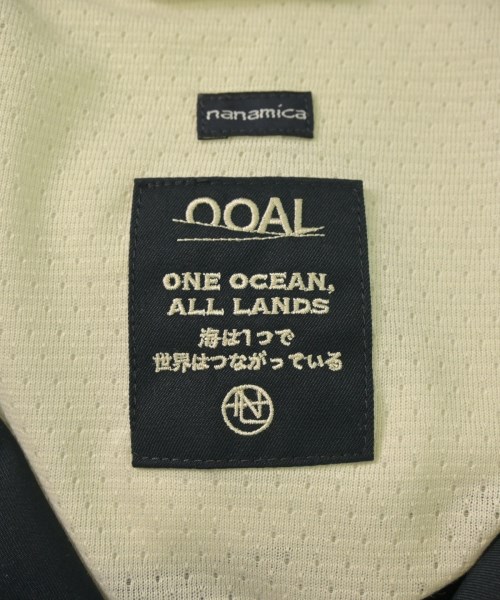 nanamica
OOAL
ONE OCEAN,
ALL LANDS
海は1つで
世界はつながっている